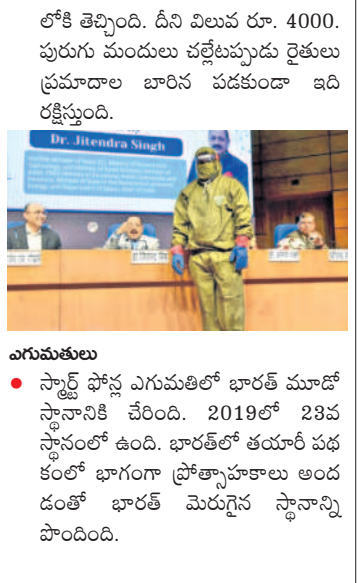 లోకి తెచ్చింది. దీని విలువ రూ. 4000.
పురుగు మందులు చల్లేటప్పుడు రైతులు
ప్రమాదాల బారిన పడకుండా ఇది
రక్షిస్తుంది.
Dr. Jitendra Singh
ఎగుమతులు
● స్మార్ట్ ఫోన్ల ఎగుమతిలో భారత్ మూడో
స్థానానికి చేరింది. 2019లో 23వ
స్థానంలో ఉంది. భారత్‌లో తయారీ పథ
కంలో భాగంగా ప్రోత్సాహకాలు అంద
డంతో భారత్ మెరుగైన స్థానాన్ని
పొందింది.